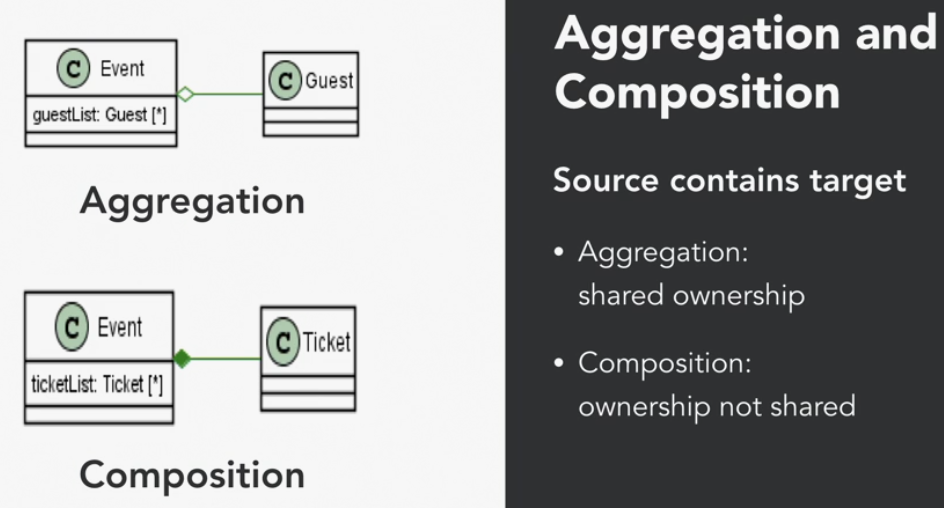 C Event
guestList: Guest [*]
C Guest
Aggregation
C Event
ticketList: Ticket [*]
C Ticket
Composition
Aggregation and
Composition
Source contains target
• Aggregation:
shared ownership
• Composition:
ownership not shared